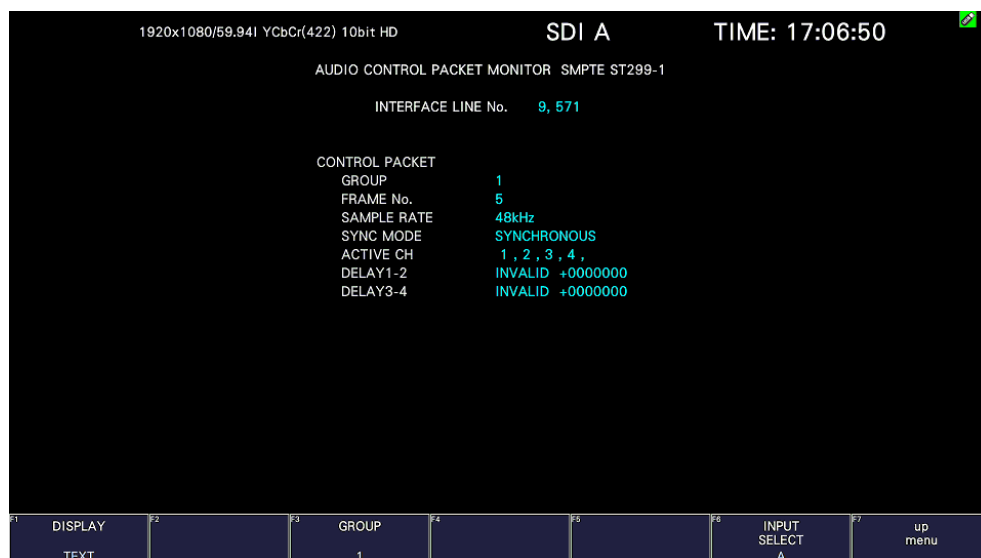 1920x1080/59.94I YCbCr(422) 10bit HD SDI A TIME: 17:06:50
AUDIO CONTROL PACKET MONITOR SMPTE ST299-1
INTERFACE LINE No. 9, 571
CONTROL PACKET
GROUP 1
FRAME No. 5
SAMPLE RATE 48kHz
SYNC MODE SYNCHRONOUS
ACTIVE CH 1 , 2 , 3 , 4 ,
DELAY1-2 INVALID +0000000
DELAY3-4 INVALID +0000000
F1 DISPLAY F2 F3 GROUP F4 F5 F6 INPUT F7 up
SELECT menu
TEXT 1 A